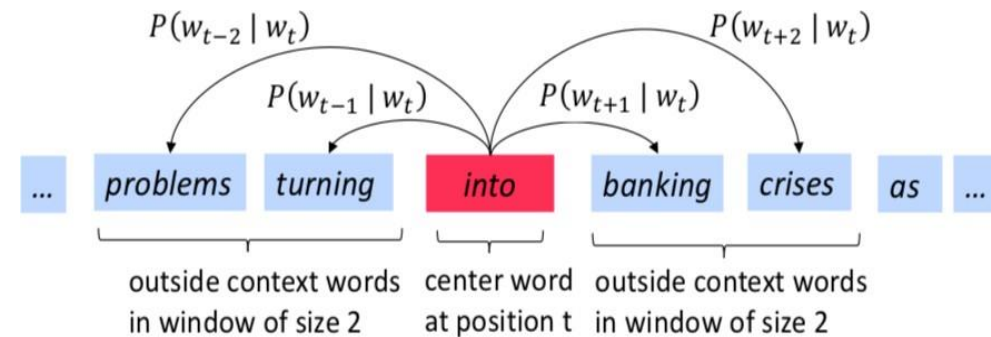 P(w_{t−2} | w_t) P(w_{t+2} | w_t)
P(w_{t−1} | w_t) P(w_{t+1} | w_t)
... problems turning into banking crises as ...
outside context words center word outside context words
in window of size 2 at position t in window of size 2